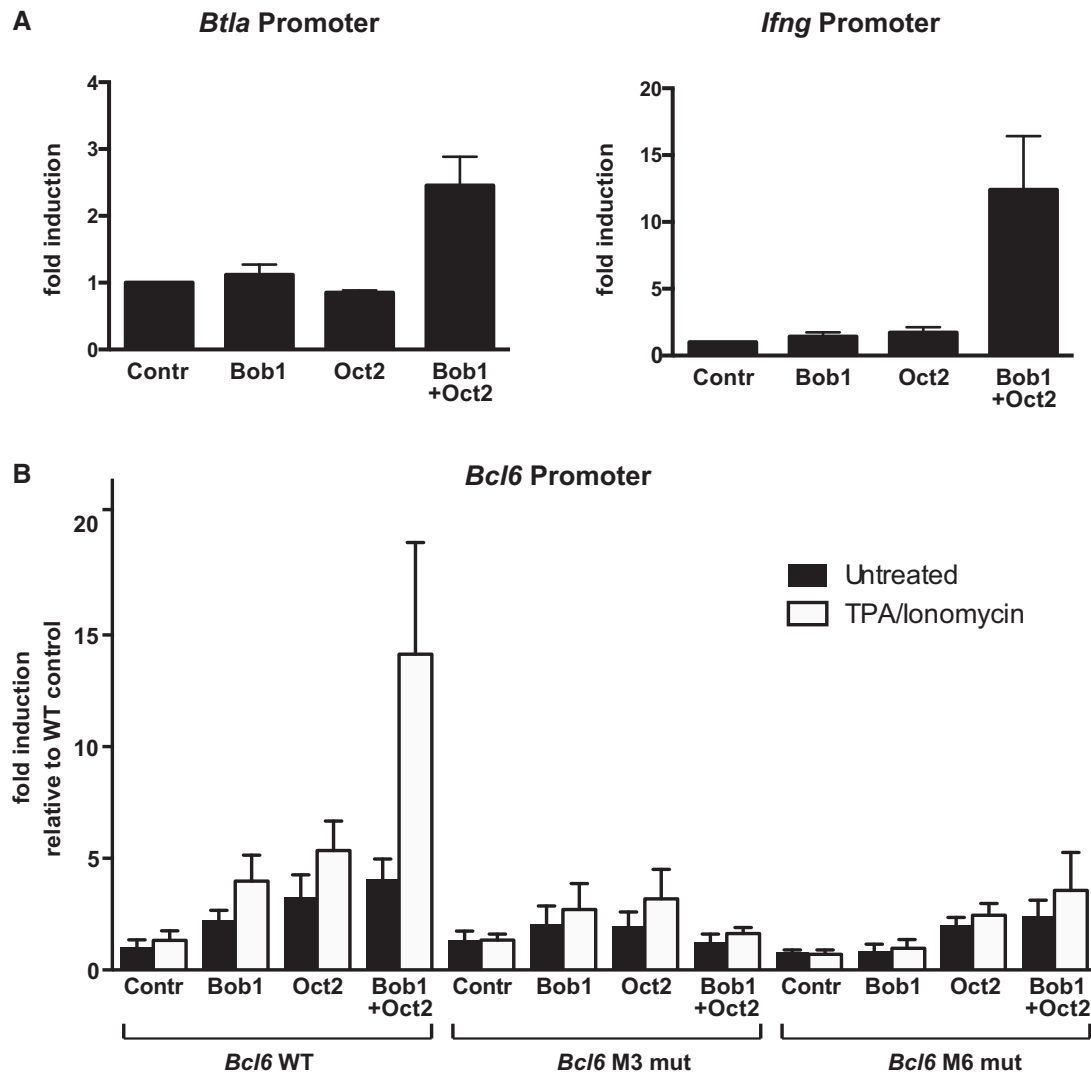 A
Btla Promoter
Ifng Promoter
fold induction
4
3
2
1
0
Contr
Bob1
Oct2
Bob1
+Oct2
fold induction
20
15
10
5
0
Contr
Bob1
Oct2
Bob1
+Oct2
B
Bcl6 Promoter
fold induction
relative to WT control
20
15
10
5
0
Untreated
TPA/Ionomycin
Contr
Bob1
Oct2
Bob1
+Oct2
Contr
Bob1
Oct2
Bob1
+Oct2
Contr
Bob1
Oct2
Bob1
+Oct2
Bcl6 WT
Bcl6 M3 mut
Bcl6 M6 mut